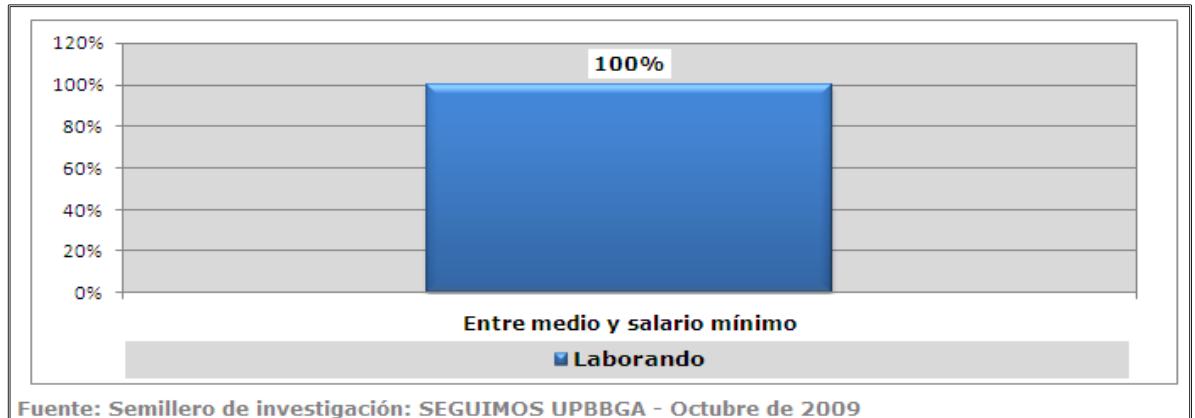 120%
100%
100%
80%
60%
40%
20%
0%
Entre medio y salario mínimo
Laborando
Fuente: Semillero de investigación: SEGUIMOS UPBBGA - Octubre de 2009